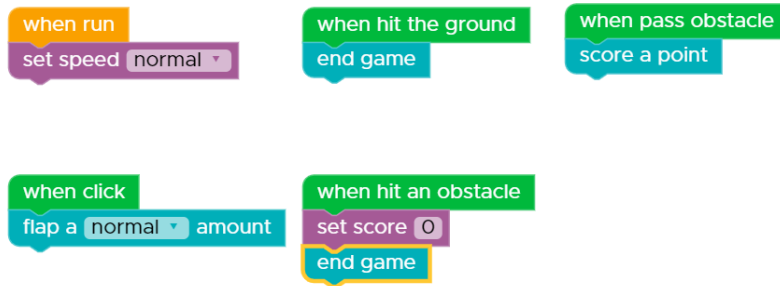 when run
set speed normal
when hit the ground
end game
when pass obstacle
score a point
when click
flap a normal amount
when hit an obstacle
set score 0
end game